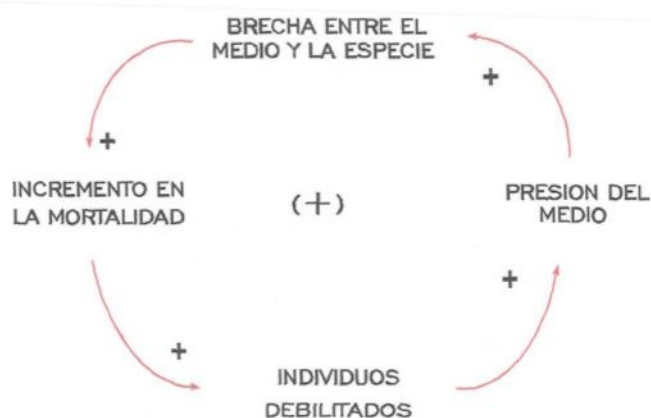 BRECHA ENTRE EL
MEDIO Y LA ESPECIE
+
+
INCREMENTO EN
LA MORTALIDAD
(+)
PRESION DEL
MEDIO
+
+
INDIVIDUOS
DEBILITADOS